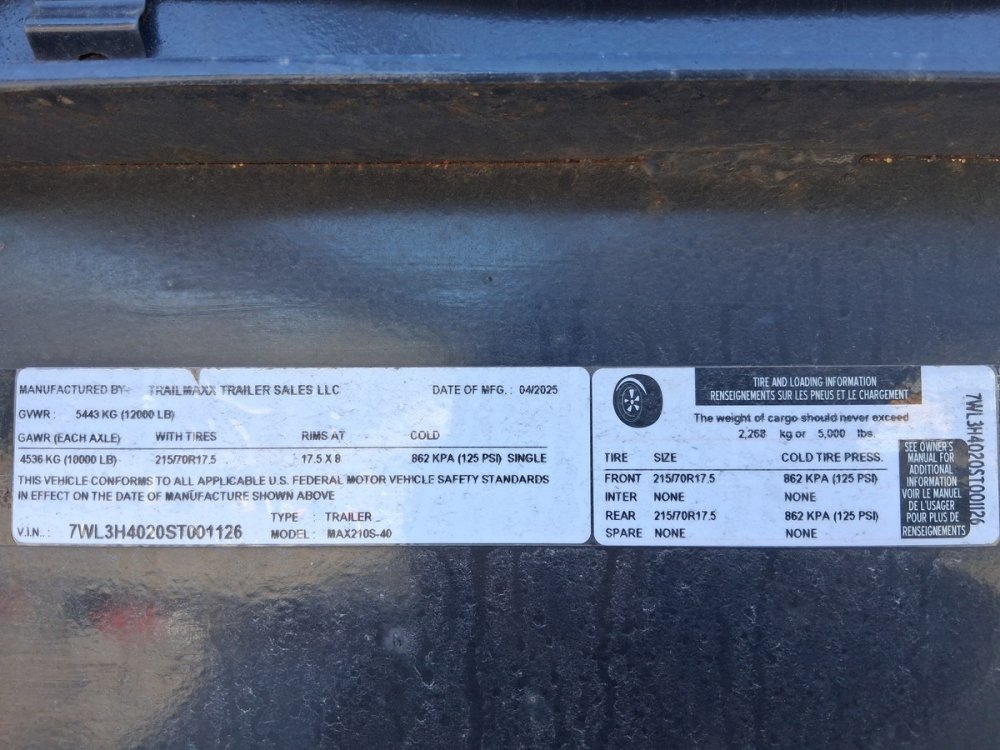 MANUFACTURED BY- TRAILMAXX TRAILER SALES LLC DATE OF MFG.: 04/2025
GVWR : 5443 KG (12000 LB)
GAWR (EACH AXLE) WITH TIRES RIMS AT COLD
4536 KG (10000 LB)- 215/70R17.5 17.5 X 8 862 KPA (125 PSI) SINGLE
THIS VEHICLE CONFORMS TO ALL APPLICABLE U.S. FEDERAL MOTOR VEHICLE SAFETY STANDARDS
IN EFFECT ON THE DATE OF MANUFACTURE SHOWN ABOVE
TYPE : TRAILER
V.I.N.. : 7WL3H4020ST001126 MODEL : MAX210S-40
TIRE AND LOADING INFORMATION
RENSEIGNEMENTS SUR LES PNEUS ET LE CHARGEMENT
The weight of cargo should never exceed
2,268 kg or 5,000 lbs.
TIRE SIZE COLD TIRE PRESS.
FRONT 215/70R17.5 862 KPA (125 PSI)
INTER NONE NONE
REAR 215/70R17.5 862 KPA (125 PSI)
SPARE NONE NONE
SEE OWNER'S
MANUAL FOR
ADDITIONAL
INFORMATION
VOIR LE MANUEL
DE L'USAGER
POUR PLUS DE
RENSEIGNEMENTS
7WL3H4020ST001126